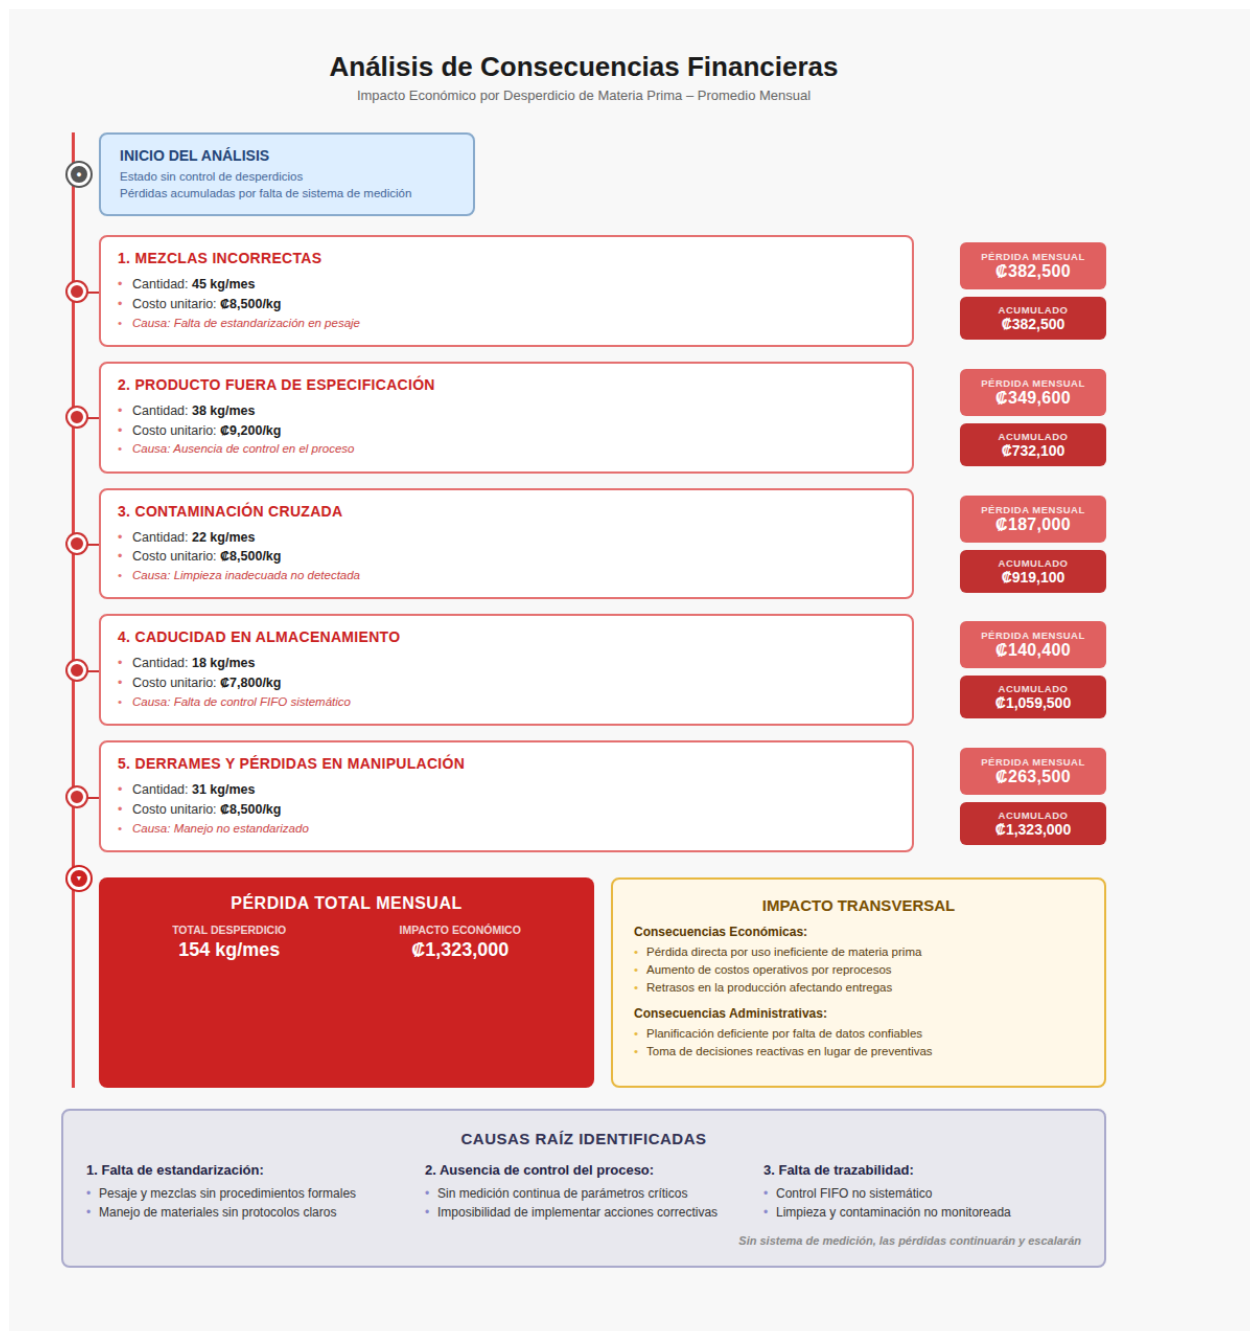 Análisis de Consecuencias Financieras
Impacto Económico por Desperdicio de Materia Prima – Promedio Mensual
INICIO DEL ANÁLISIS
Estado sin control de desperdicios
Pérdidas acumuladas por falta de sistema de medición
1. MEZCLAS INCORRECTAS
• Cantidad: 45 kg/mes
• Costo unitario: ₡8,500/kg
• Causa: Falta de estandarización en pesaje
PÉRDIDA MENSUAL
₡382,500
ACUMULADO
₡382,500
2. PRODUCTO FUERA DE ESPECIFICACIÓN
• Cantidad: 38 kg/mes
• Costo unitario: ₡9,200/kg
• Causa: Ausencia de control en el proceso
PÉRDIDA MENSUAL
₡349,600
ACUMULADO
₡732,100
3. CONTAMINACIÓN CRUZADA
• Cantidad: 22 kg/mes
• Costo unitario: ₡8,500/kg
• Causa: Limpieza inadecuada no detectada
PÉRDIDA MENSUAL
₡187,000
ACUMULADO
₡919,100
4. CADUCIDAD EN ALMACENAMIENTO
• Cantidad: 18 kg/mes
• Costo unitario: ₡7,800/kg
• Causa: Falta de control FIFO sistemático
PÉRDIDA MENSUAL
₡140,400
ACUMULADO
₡1,059,500
5. DERRAMES Y PÉRDIDAS EN MANIPULACIÓN
• Cantidad: 31 kg/mes
• Costo unitario: ₡8,500/kg
• Causa: Manejo no estandarizado
PÉRDIDA MENSUAL
₡263,500
ACUMULADO
₡1,323,000
PÉRDIDA TOTAL MENSUAL
TOTAL DESPERDICIO
154 kg/mes
IMPACTO ECONÓMICO
₡1,323,000
IMPACTO TRANSVERSAL
Consecuencias Económicas:
• Pérdida directa por uso ineficiente de materia prima
• Aumento de costos operativos por reprocesos
• Retrasos en la producción afectando entregas
Consecuencias Administrativas:
• Planificación deficiente por falta de datos confiables
• Toma de decisiones reactivas en lugar de preventivas
CAUSAS RAÍZ IDENTIFICADAS
1. Falta de estandarización:
• Pesaje y mezclas sin procedimientos formales
• Manejo de materiales sin protocolos claros
2. Ausencia de control del proceso:
• Sin medición continua de parámetros críticos
• Imposibilidad de implementar acciones correctivas
3. Falta de trazabilidad:
• Control FIFO no sistemático
• Limpieza y contaminación no monitoreada
Sin sistema de medición, las pérdidas continuarán y escalarán